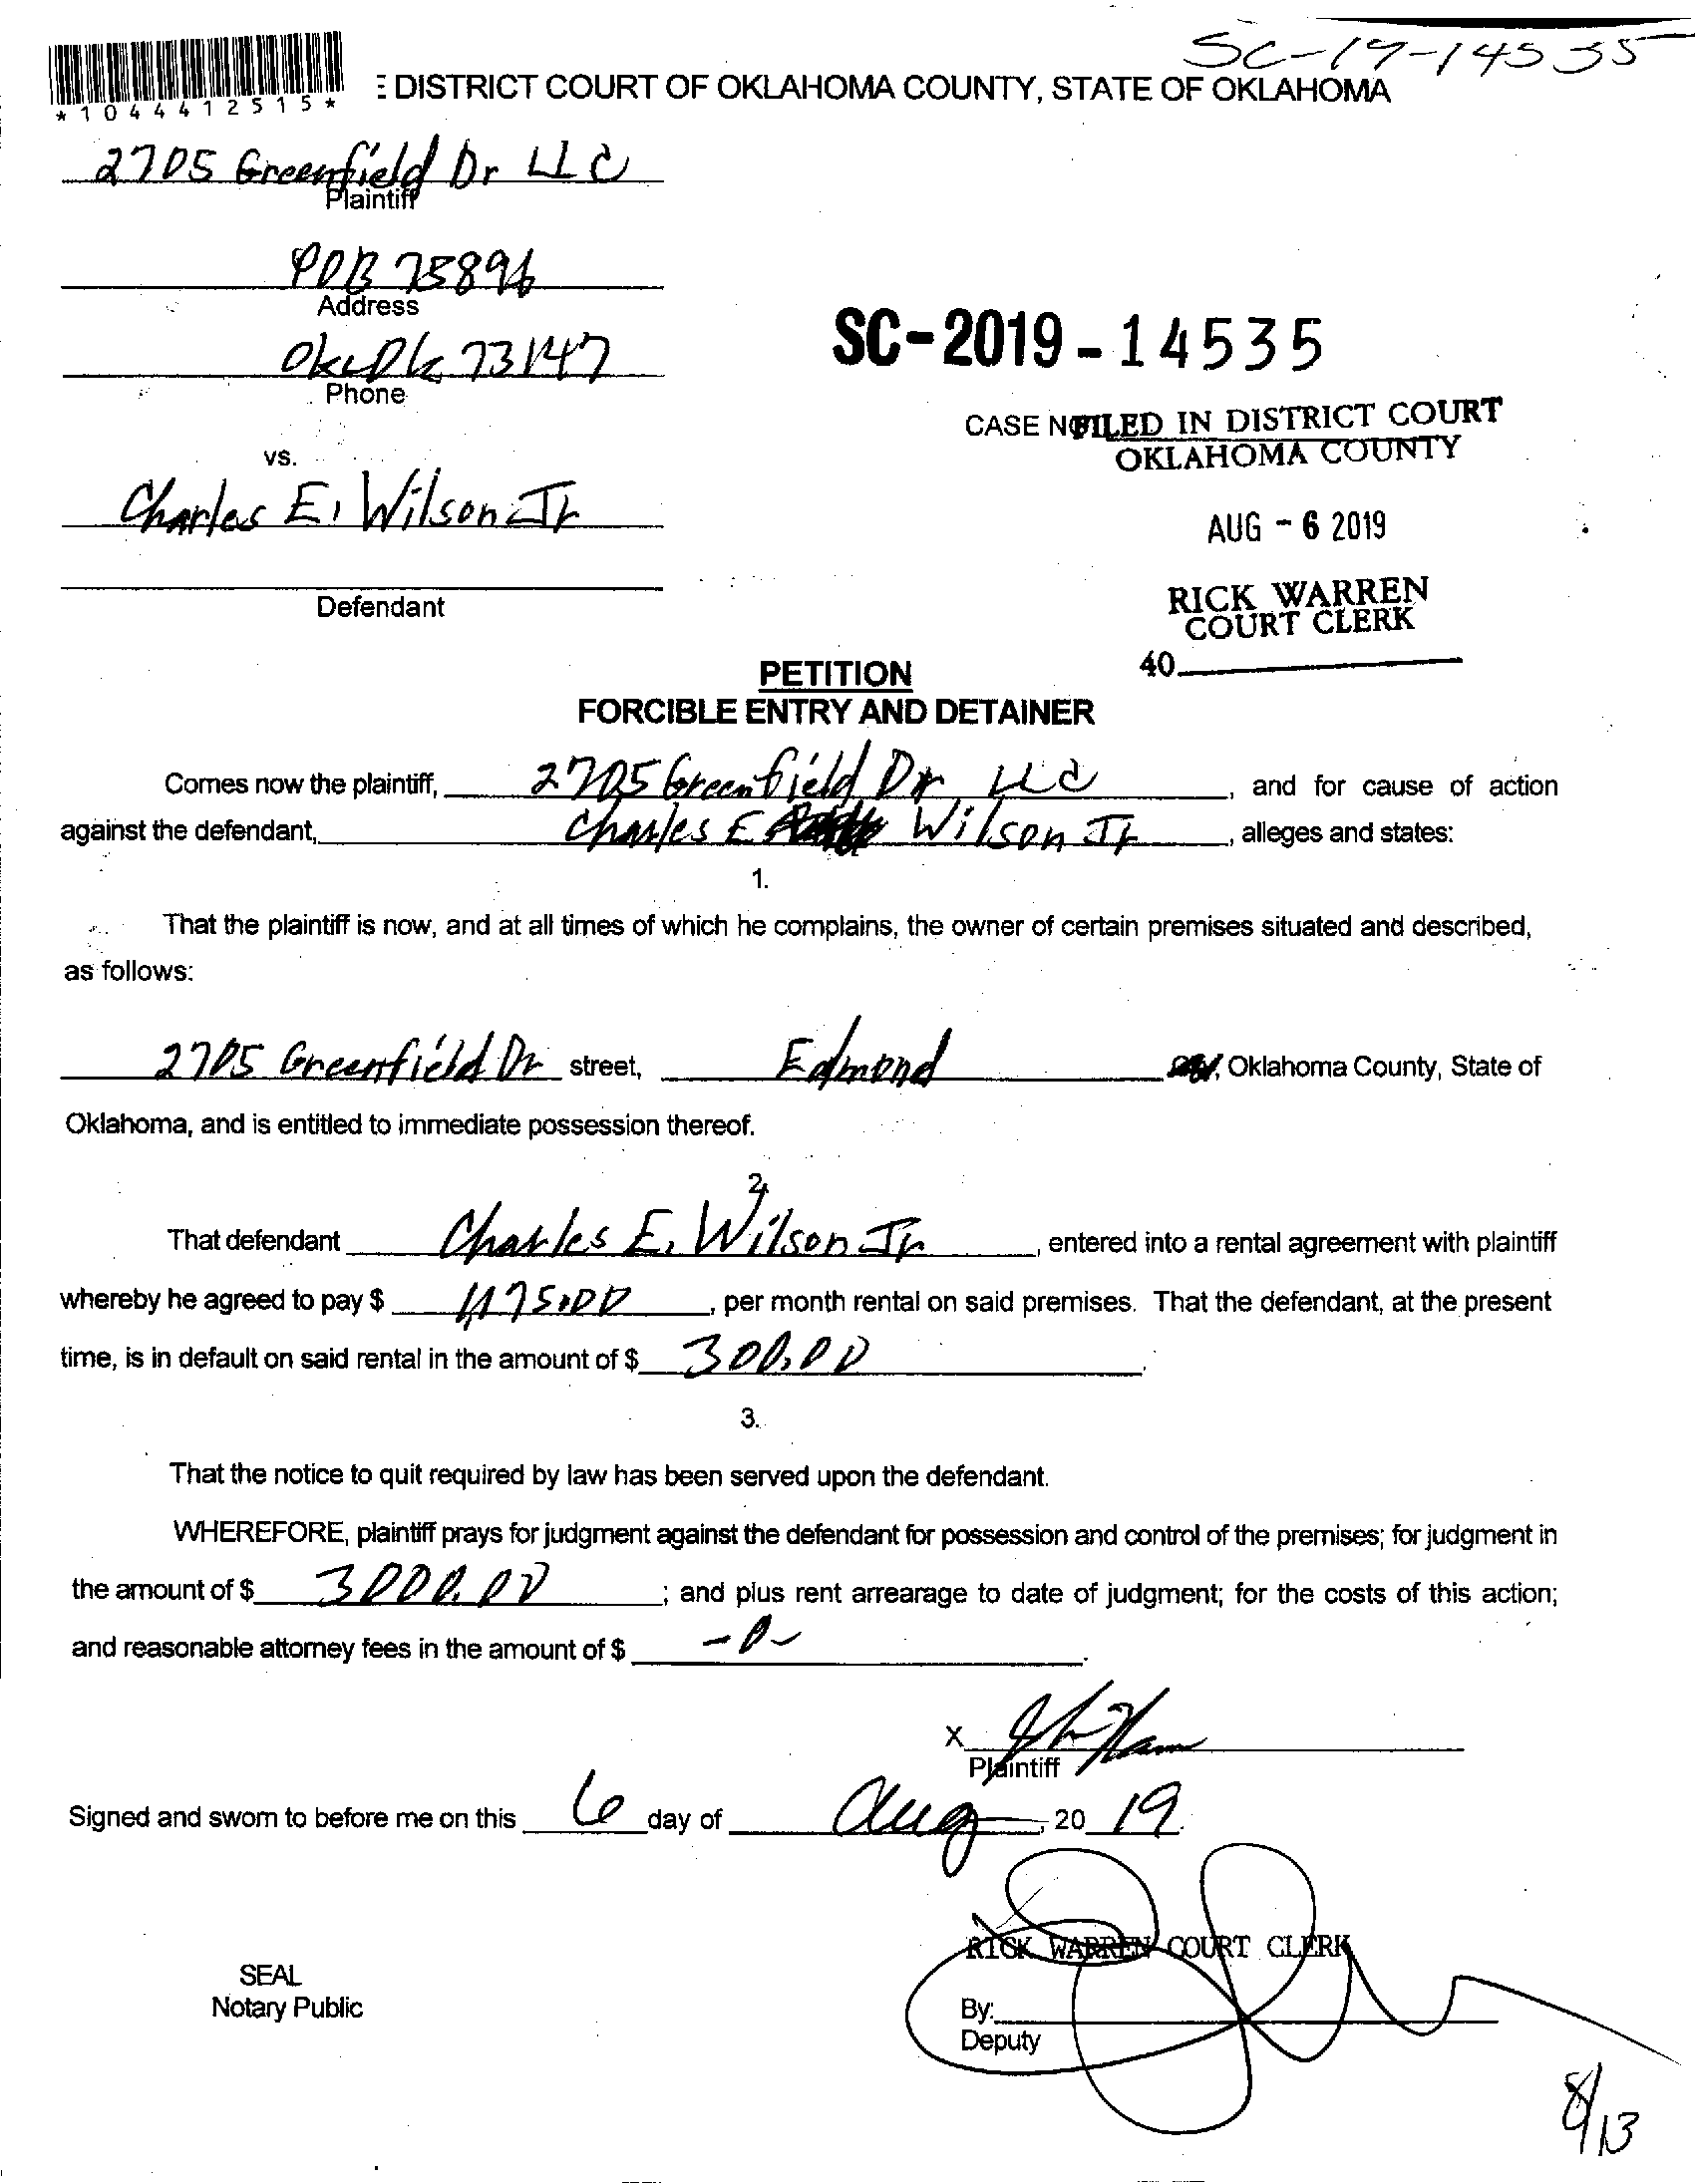 SC-19-14535
*1044412515*
E DISTRICT COURT OF OKLAHOMA COUNTY, STATE OF OKLAHOMA
2705 Greenfield Dr LLC
Plaintiff
POB 75896
Address
Okc Ok 73147
Phone
SC-2019-14535
CASE NO
FILED IN DISTRICT COURT
OKLAHOMA COUNTY
vs.
Charles E. Wilson Jr
AUG - 6 2019
Defendant
RICK WARREN
COURT CLERK
40
PETITION
FORCIBLE ENTRY AND DETAINER
Comes now the plaintiff, 2705 Greenfield Dr LLC, and for cause of action
against the defendant, Charles E Wilson Jr, alleges and states:
1.
That the plaintiff is now, and at all times of which he complains, the owner of certain premises situated and described,
as follows:
2705 Greenfield Dr street, Edmond, Oklahoma County, State of
Oklahoma, and is entitled to immediate possession thereof.
2.
That defendant Charles E. Wilson Jr, entered into a rental agreement with plaintiff
whereby he agreed to pay $ 1,175.00, per month rental on said premises. That the defendant, at the present
time, is in default on said rental in the amount of $ 300.00.
3.
That the notice to quit required by law has been served upon the defendant.
WHEREFORE, plaintiff prays for judgment against the defendant for possession and control of the premises; for judgment in
the amount of $ 3000.00; and plus rent arrearage to date of judgment; for the costs of this action;
and reasonable attorney fees in the amount of $ -0-.
X
Plaintiff
Signed and sworn to before me on this 6 day of Aug, 20 19.
RICK WARREN COURT CLERK
SEAL
Notary Public
By:
Deputy
8/13